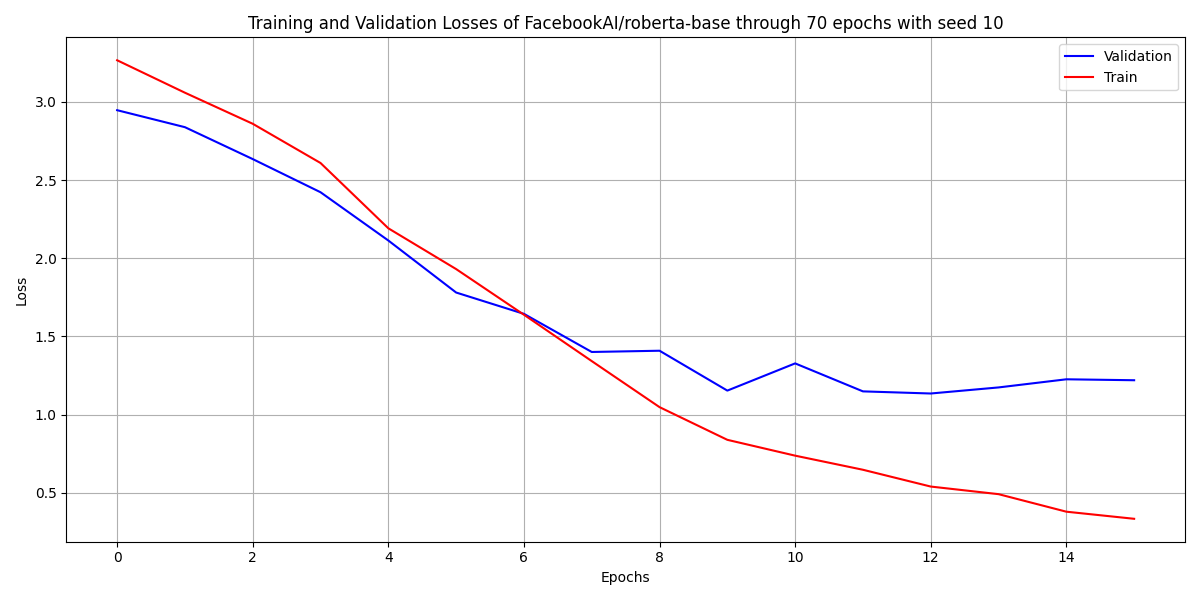 Training and Validation Losses of FacebookAI/roberta-base through 70 epochs with seed 10
Validation
Train
Loss
3.0
2.5
2.0
1.5
1.0
0.5
0 2 4 6 8 10 12 14
Epochs